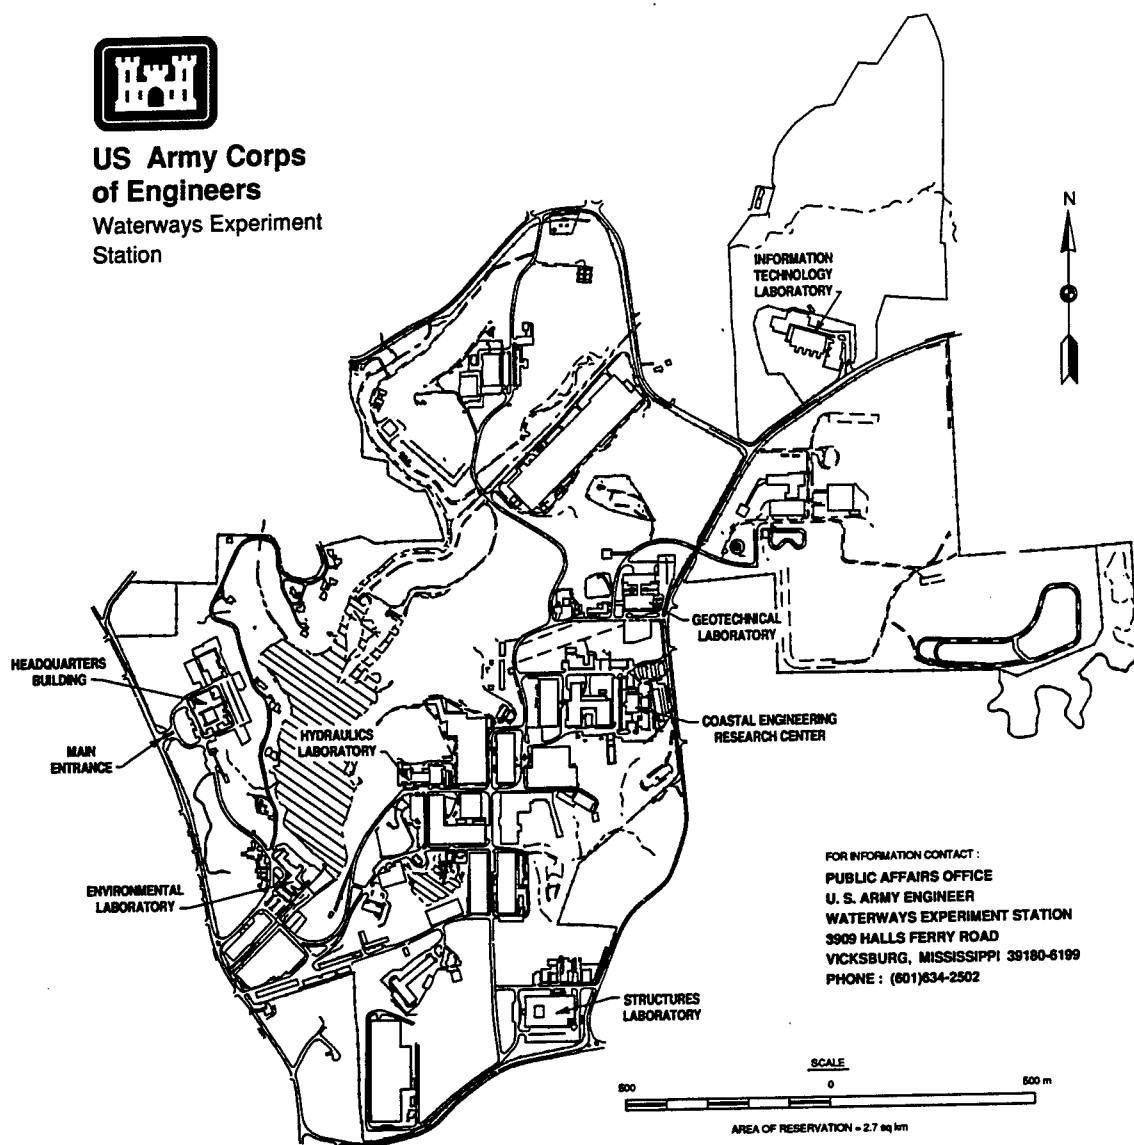 US Army Corps
of Engineers
Waterways Experiment
Station
N
INFORMATION
TECHNOLOGY
LABORATORY
GEOTECHNICAL
LABORATORY
HEADQUARTERS
BUILDING
MAIN
ENTRANCE
HYDRAULICS
LABORATORY
COASTAL ENGINEERING
RESEARCH CENTER
ENVIRONMENTAL
LABORATORY
STRUCTURES
LABORATORY
FOR INFORMATION CONTACT :
PUBLIC AFFAIRS OFFICE
U. S. ARMY ENGINEER
WATERWAYS EXPERIMENT STATION
3909 HALLS FERRY ROAD
VICKSBURG, MISSISSIPPI 39180-6199
PHONE : (601)634-2502
SCALE
500 0 500 m
AREA OF RESERVATION = 2.7 sq km